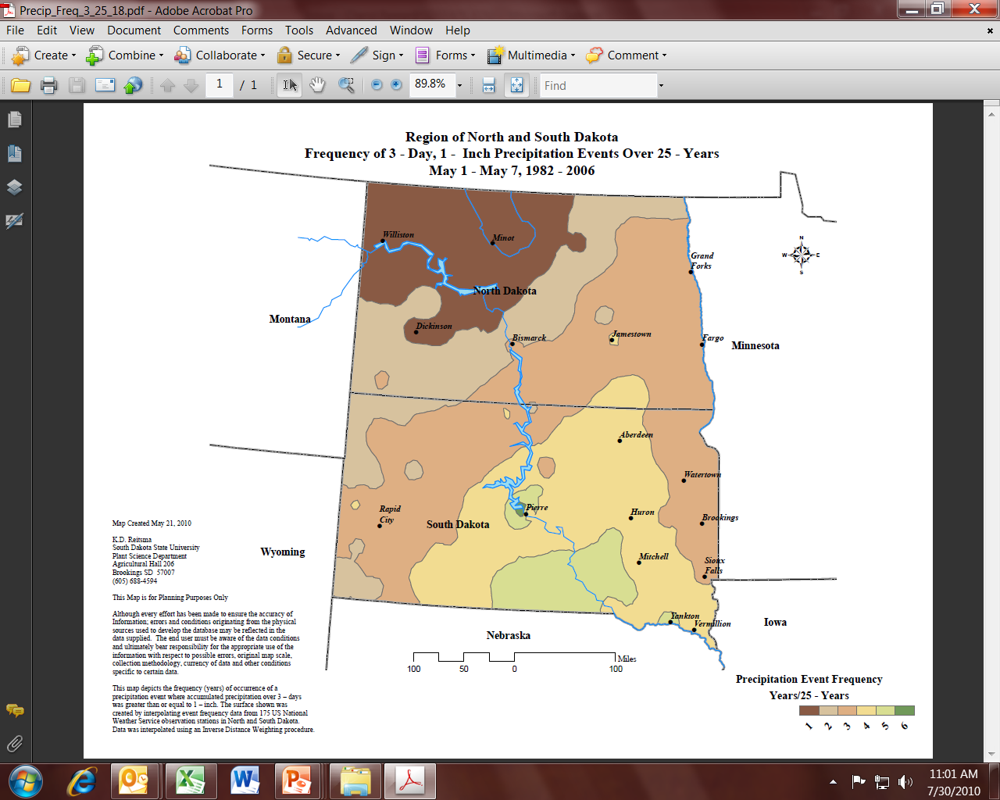 Precip_Freq_3_25_18.pdf - Adobe Acrobat Pro
File Edit View Document Comments Forms Tools Advanced Window Help
Create Combine Collaborate Secure Sign Forms Multimedia Comment
1 / 1 89.8% Find
Region of North and South Dakota
Frequency of 3 - Day, 1 - Inch Precipitation Events Over 25 - Years
May 1 - May 7, 1982 - 2006
Williston
Minot
N
W E
S
Grand
Forks
North Dakota
Montana
Dickinson
Bismarck
Jamestown
Fargo
Minnesota
Aberdeen
Watertown
Rapid
City
Pierre
Huron
Brookings
South Dakota
Wyoming
Mitchell
Sioux
Falls
Yankton
Vermillion
Iowa
Nebraska
Miles
100 50 0 100
Map Created May 21, 2010
K.D. Reitsma
South Dakota State University
Plant Science Department
Agricultural Hall 206
Brookings SD 57007
(605) 688-4594
This Map is for Planning Purposes Only
Although every effort has been made to ensure the accuracy of
Information; errors and conditions originating from the physical
sources used to develop the database may be reflected in the
data supplied. The end user must be aware of the data conditions
and ultimately bear responsibility for the appropriate use of the
information with respect to possible errors, original map scale,
collection methodology, currency of data and other conditions
specific to certain data.
This map depicts the frequency (years) of occurrence of a
precipitation event where accumulated precipitation over 3 – days
was greater than or equal to 1 – inch. The surface shown was
created by interpolating event frequency data from 175 US National
Weather Service observation stations in North and South Dakota.
Data was interpolated using an Inverse Distance Weighting procedure.
Precipitation Event Frequency
Years/25 - Years
1 2 3 4 5 6
11:01 AM
7/30/2010